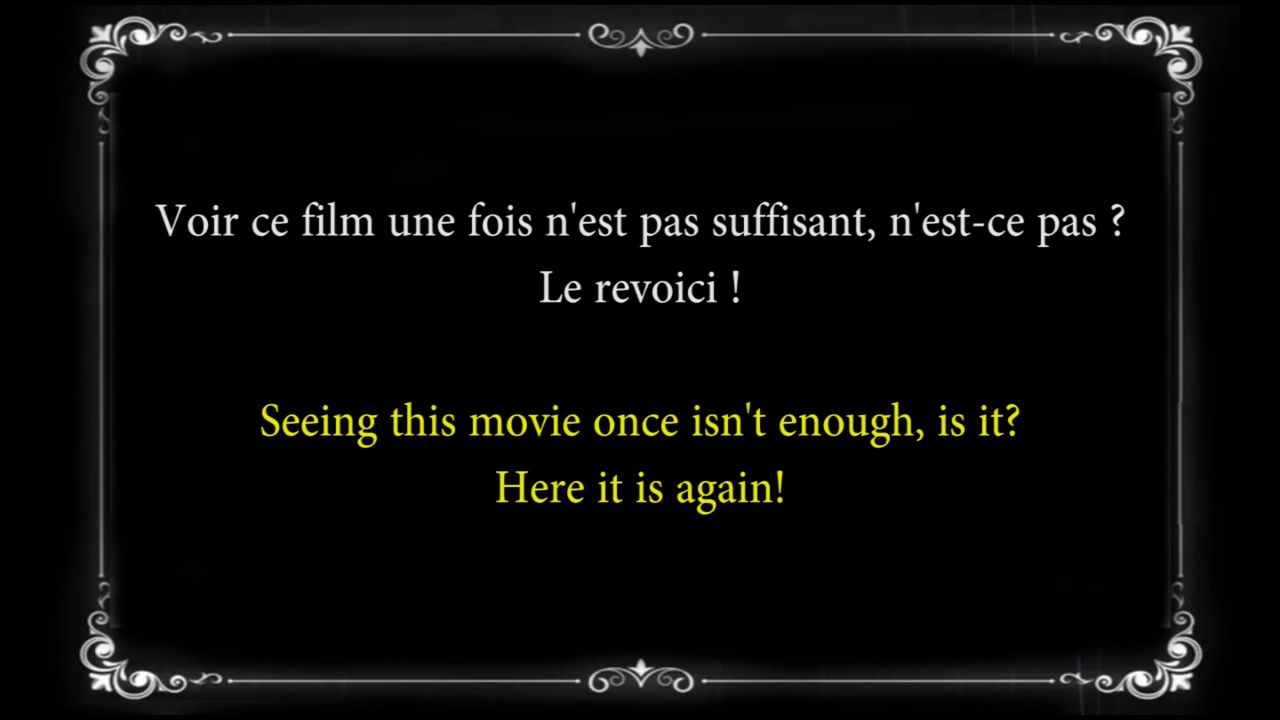 Voir ce film une fois n'est pas suffisant, n'est-ce pas ?
Le revoici !
Seeing this movie once isn't enough, is it?
Here it is again!